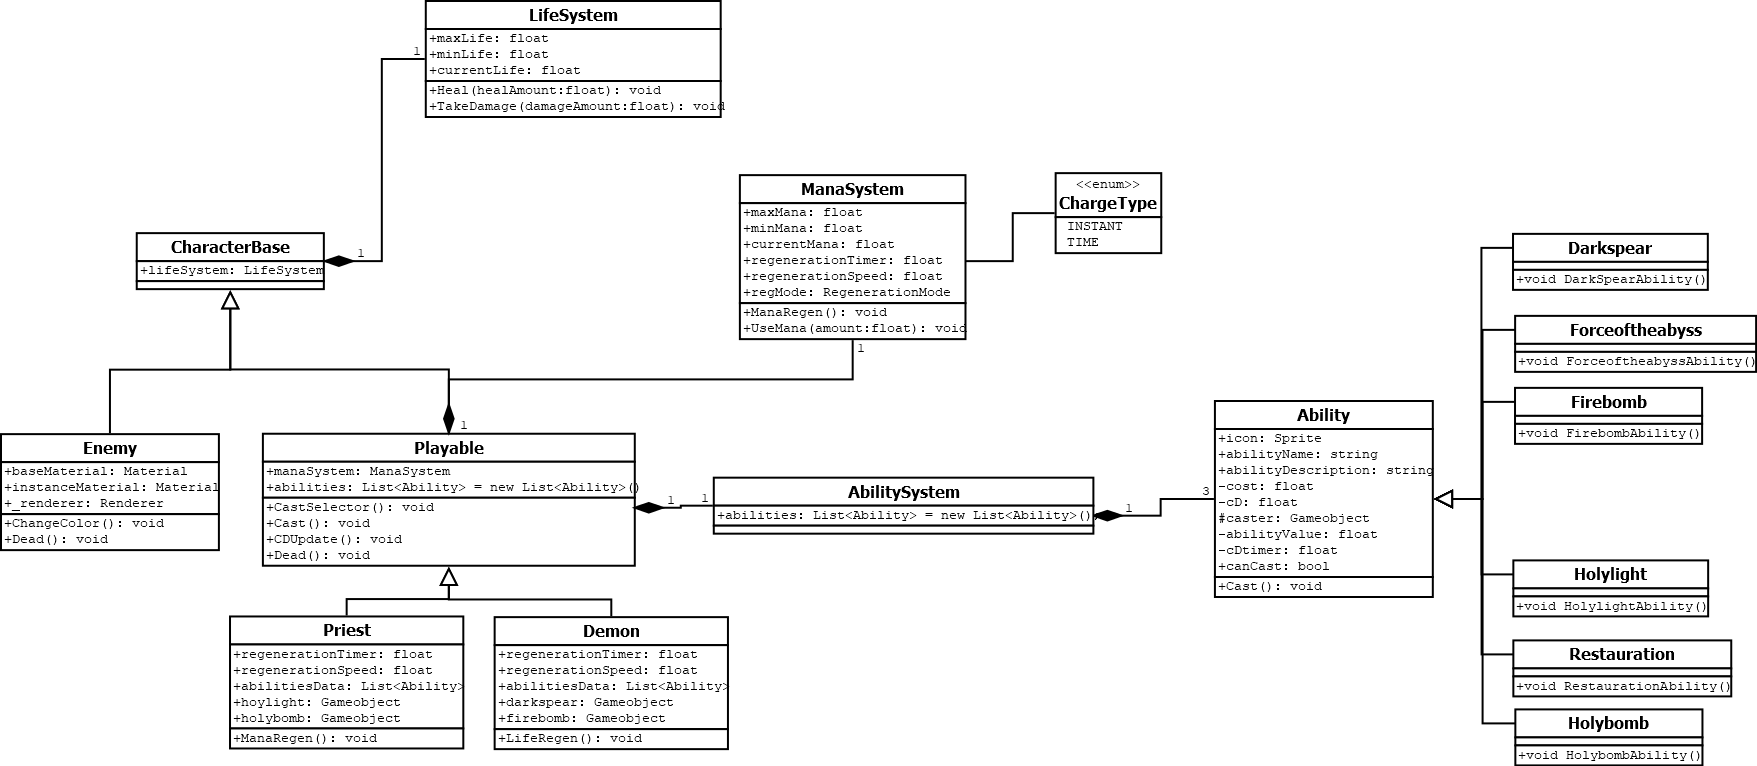 LifeSystem
+maxLife: float
+minLife: float
+currentLife: float
+Heal(healAmount:float): void
+TakeDamage(damageAmount:float): void
1
1
CharacterBase
+lifeSystem: LifeSystem
ManaSystem
+maxMana: float
+minMana: float
+currentMana: float
+regenerationTimer: float
+regenerationSpeed: float
+regMode: RegenerationMode
+ManaRegen(): void
+UseMana(amount:float): void
1
<<enum>>
ChargeType
INSTANT
TIME
Enemy
+baseMaterial: Material
+instanceMaterial: Material
+_renderer: Renderer
+ChangeColor(): void
+Dead(): void
1
Playable
+manaSystem: ManaSystem
+abilities: List<Ability> = new List<Ability>()
+CastSelector(): void
+Cast(): void
+CDUpdate(): void
+Dead(): void
1
1
AbilitySystem
+abilities: List<Ability> = new List<Ability>()
1
3
Ability
+icon: Sprite
+abilityName: string
+abilityDescription: string
-cost: float
-cD: float
#caster: Gameobject
-abilityValue: float
-cDtimer: float
+canCast: bool
+Cast(): void
Priest
+regenerationTimer: float
+regenerationSpeed: float
+abilitiesData: List<Ability>
+hoylight: Gameobject
+holybomb: Gameobject
+ManaRegen(): void
Demon
+regenerationTimer: float
+regenerationSpeed: float
+abilitiesData: List<Ability>
+darkspear: Gameobject
+firebomb: Gameobject
+LifeRegen(): void
Darkspear
+void DarkSpearAbility()
Forceoftheabyss
+void ForceoftheabyssAbility()
Firebomb
+void FirebombAbility()
Holylight
+void HolylightAbility()
Restauration
+void RestaurationAbility()
Holybomb
+void HolybombAbility()